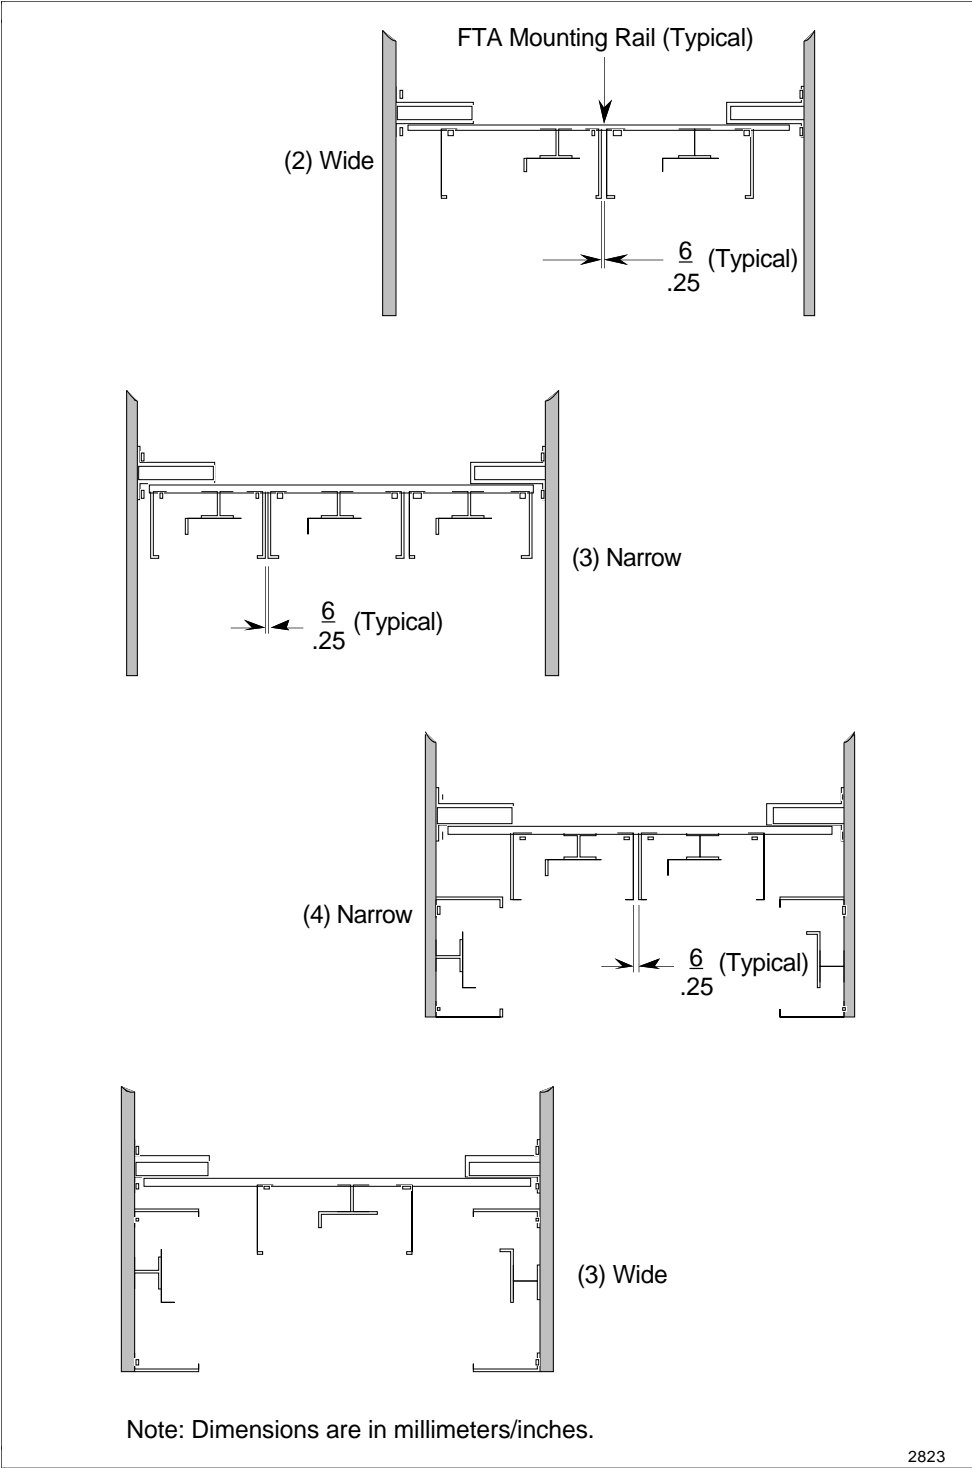 FTA Mounting Rail (Typical)
(2) Wide
6
.25
(Typical)
(3) Narrow
6
.25
(Typical)
(4) Narrow
6
.25
(Typical)
(3) Wide
Note: Dimensions are in millimeters/inches.
2823